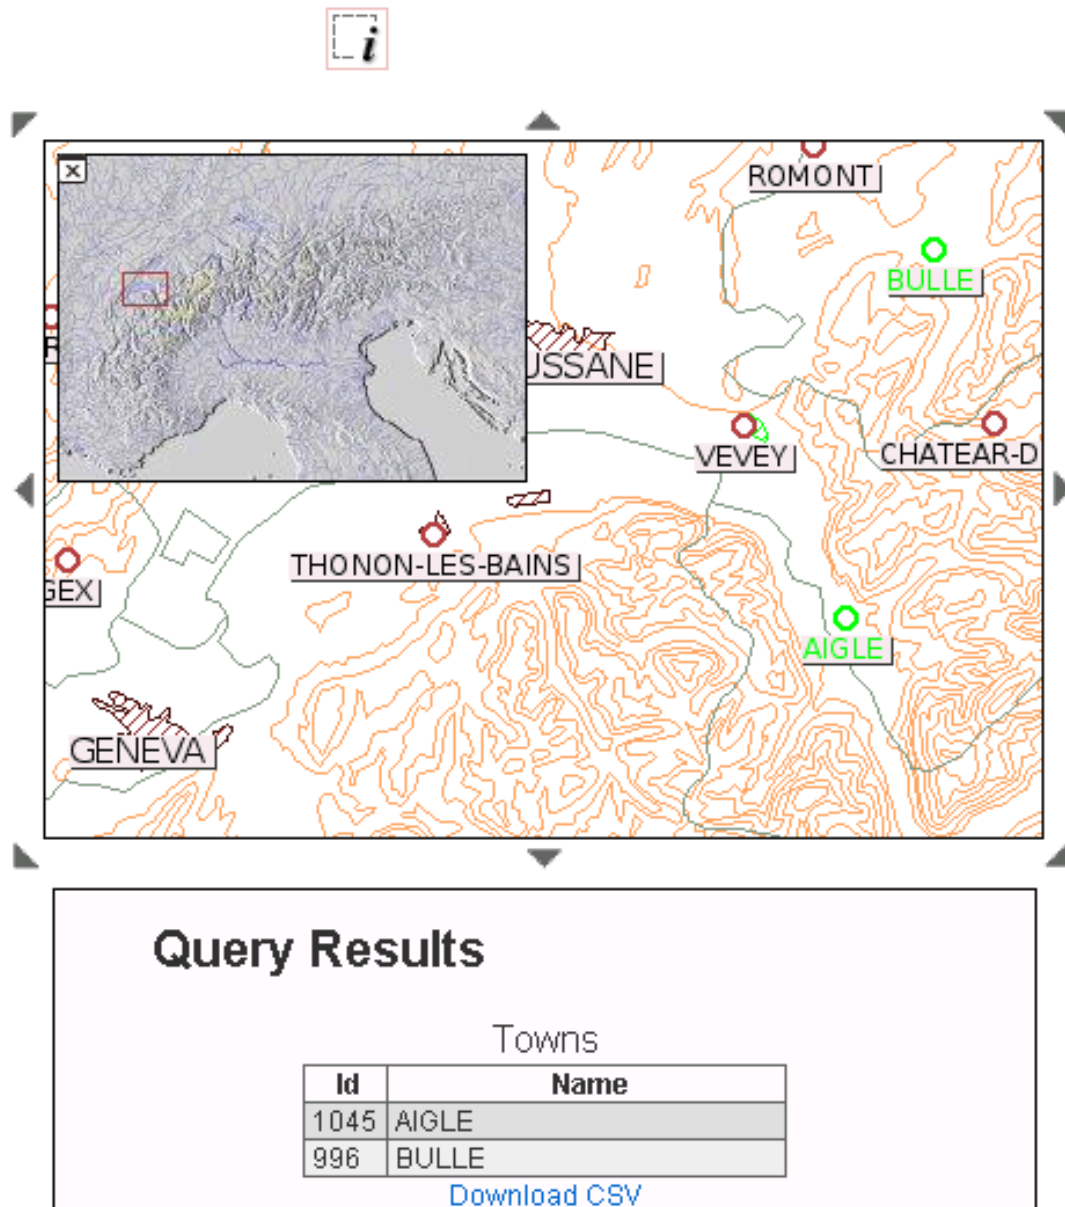 i
ROMONT
BULLE
USSANE
VEVEY
CHATEAR-D
THONON-LES-BAINS
GEX
AIGLE
GENEVA
Query Results
Towns
Id Name
1045 AIGLE
996 BULLE
Download CSV